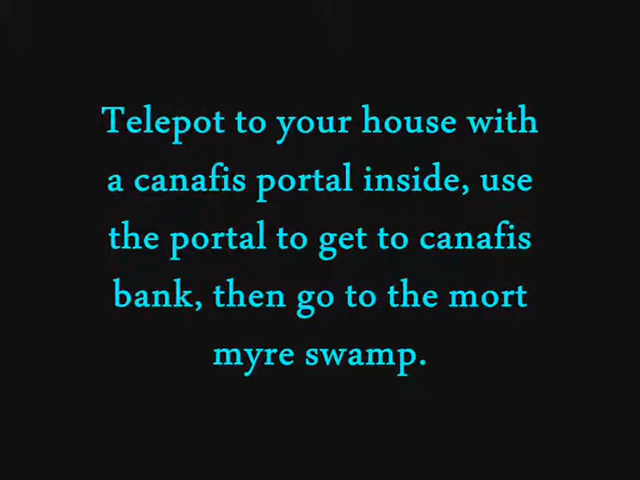 Telepot to your house with
a canafis portal inside, use
the portal to get to canafis
bank, then go to the mort
myre swamp.